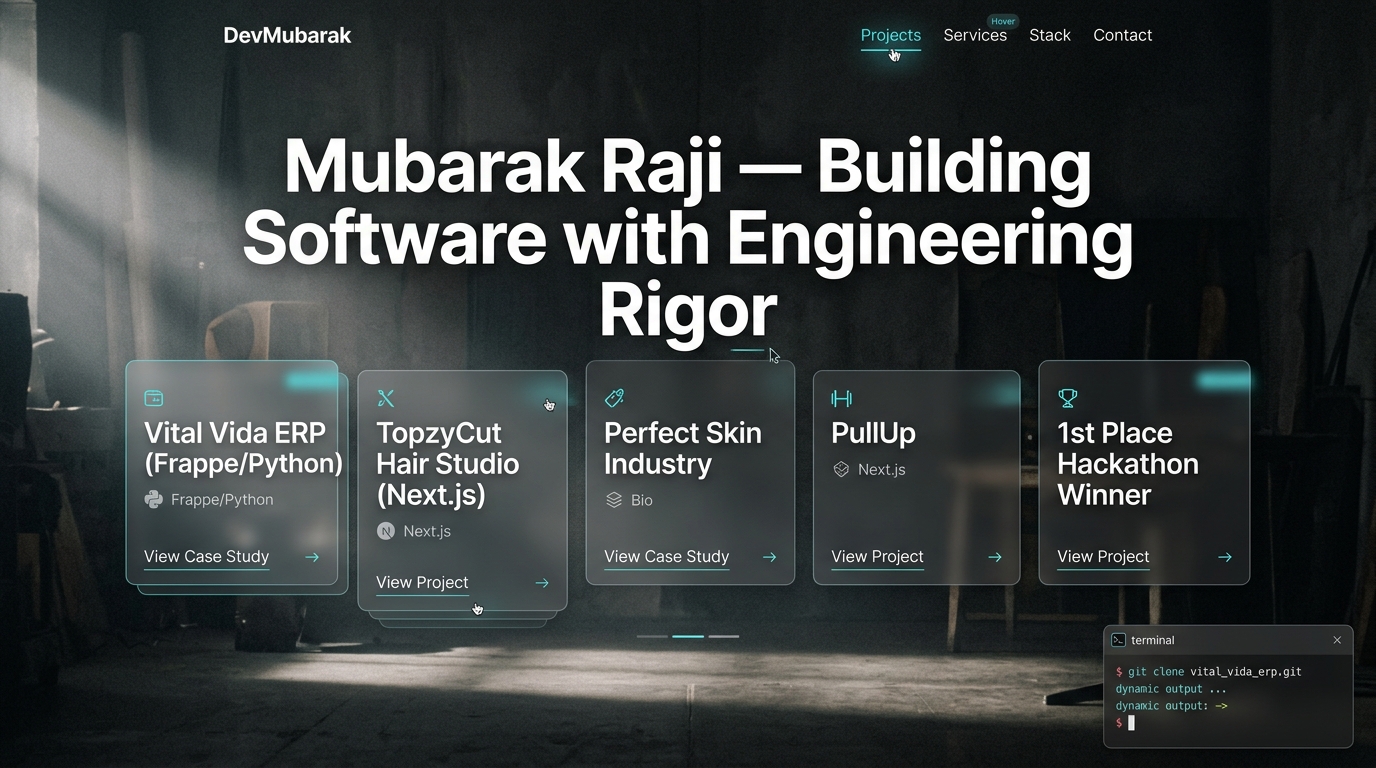 DevMubarak
Projects
Services
Hover
Stack
Contact
Mubarak Raji — Building
Software with Engineering
Rigor
Vital Vida ERP
(Frappe/Python)
Frappe/Python
View Case Study →
TopzyCut
Hair Studio
(Next.js)
N Next.js
View Project →
Perfect Skin
Industry
Bio
View Case Study →
PullUp
Next.js
View Project →
1st Place
Hackathon
Winner
View Project →
terminal
$ git clone vital_vida_erp.git
dynamic output ...
dynamic output: ->
$